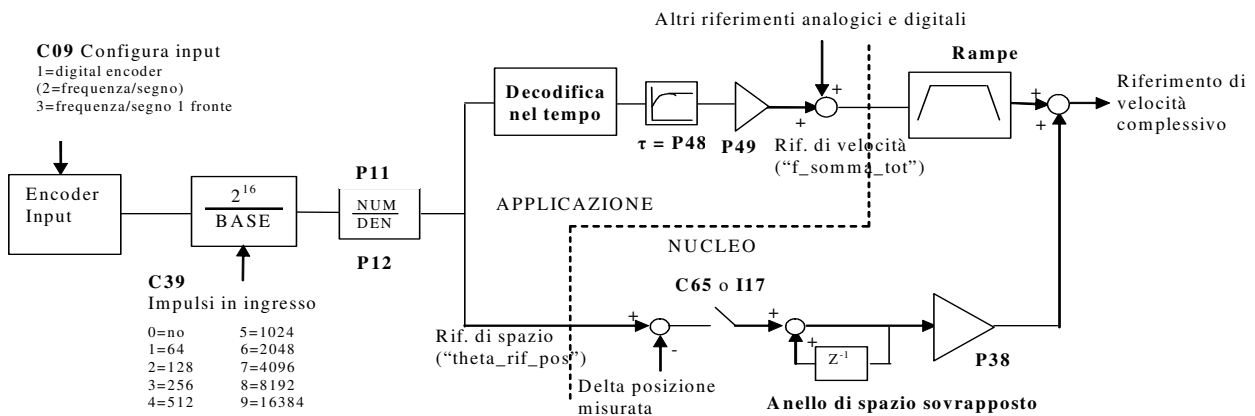 Altri riferimenti analogici e digitali
C09 Configura input
1=digital encoder
(2=frequenza/segno)
3=frequenza/segno 1 fronte
Rampe
Decodifica
nel tempo
+
+
+
+
Riferimento di
velocità
complessivo
τ = P48
P49
Rif. di velocità
("f_somma_tot")
Encoder
Input
2^16
BASE
P11
NUM
DEN
P12
APPLICAZIONE
NUCLEO
C39
Impulsi in ingresso
0=no 5=1024
1=64 6=2048
2=128 7=4096
3=256 8=8192
4=512 9=16384
C65 o I17
+
-
+
+
Z^-1
P38
Rif. di spazio
("theta_rif_pos")
Delta posizione
misurata
Anello di spazio sovrapposto